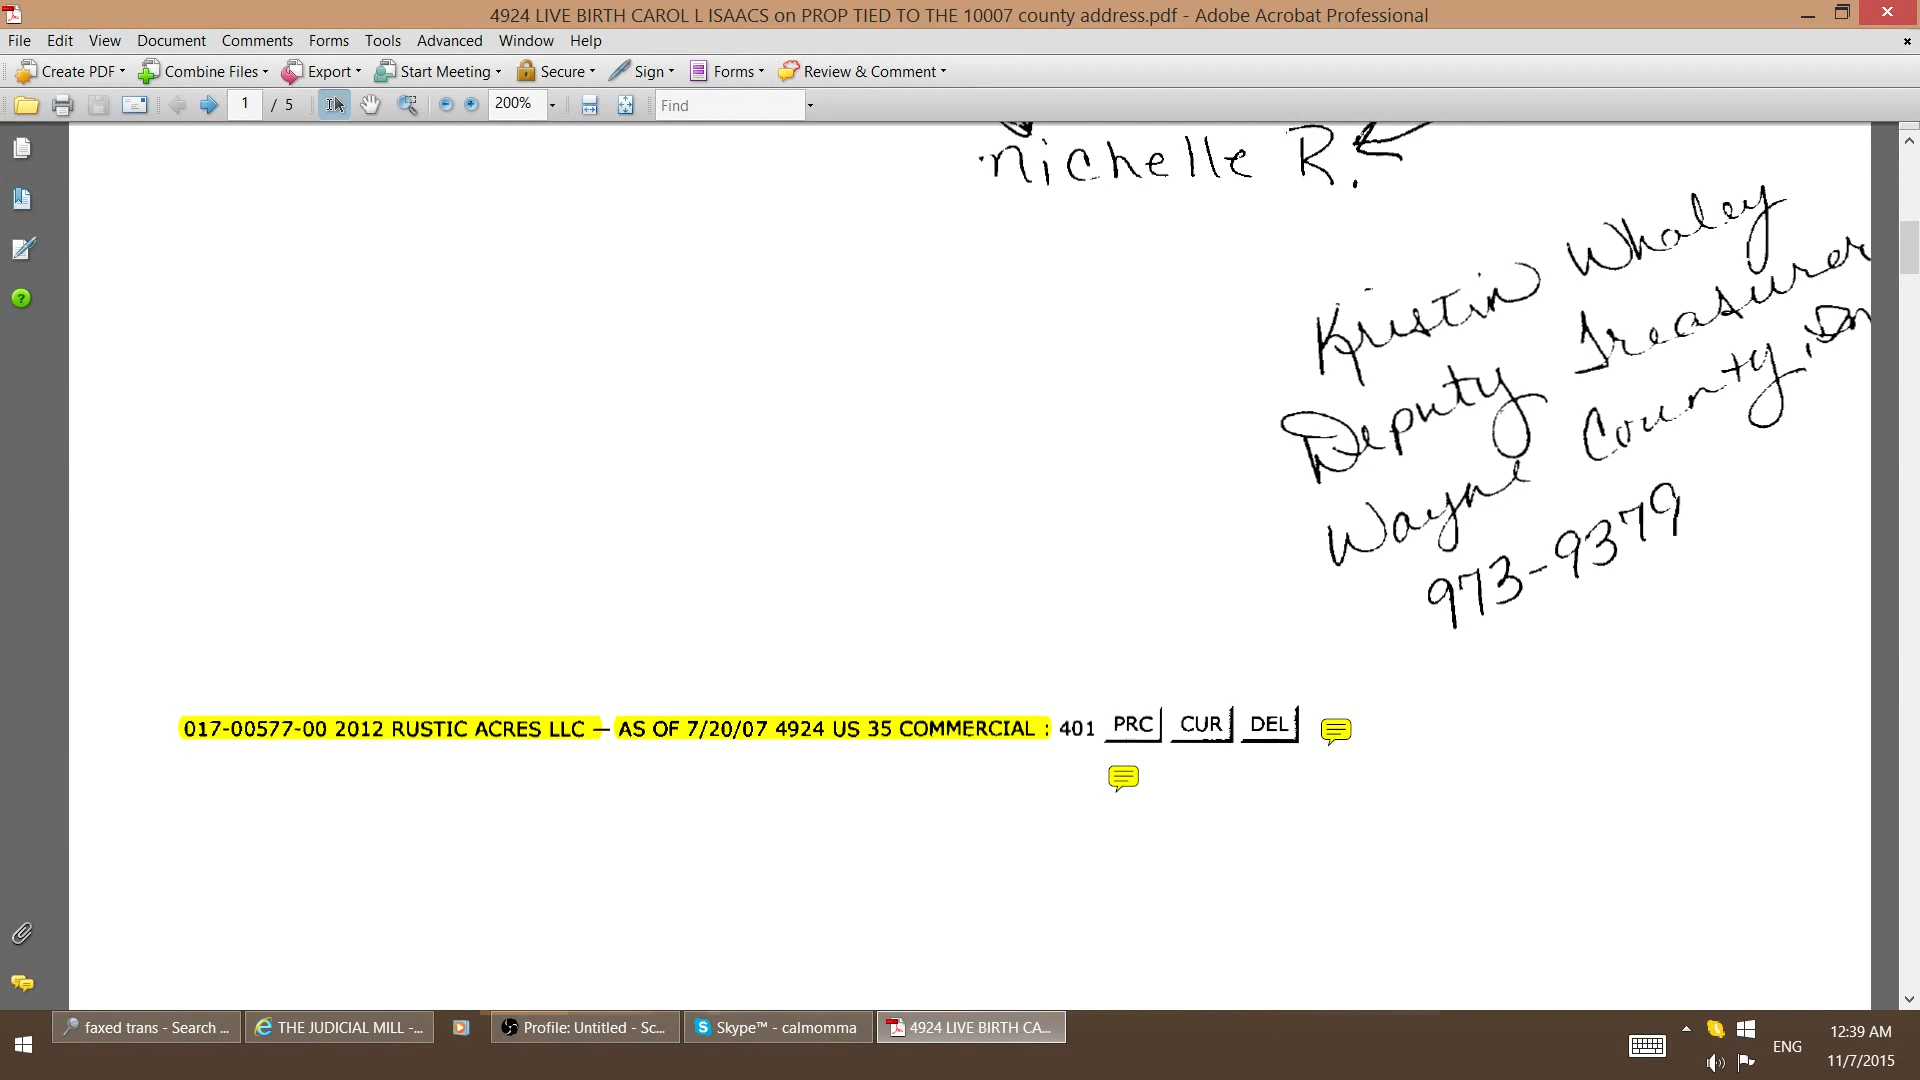 4924 LIVE BIRTH CAROL L ISAACS on PROP TIED TO THE 10007 county address.pdf - Adobe Acrobat Professional
File Edit View Document Comments Forms Tools Advanced Window Help
Create PDF Combine Files Export Start Meeting Secure Sign Forms Review & Comment
1 / 5 200% Find
Michelle R.
Kristin Whaley
Deputy Treasurer
Wayne County, In
973-9379
017-00577-00 2012 RUSTIC ACRES LLC — AS OF 7/20/07 4924 US 35 COMMERCIAL : 401 PRC CUR DEL
faxed trans - Search ... THE JUDICIAL MILL -... Profile: Untitled - Sc... Skype™ - calmomma 4924 LIVE BIRTH CA...
ENG
12:39 AM
11/7/2015